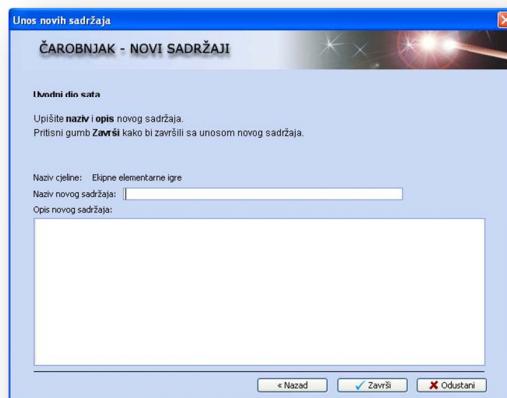 Unos novih sadržaja
ČAROBNJAK - NOVI SADRŽAJI
Uvodni dio sata
Upišite naziv i opis novog sadržaja.
Pritisni gumb Završi kako bi završili sa unosom novog sadržaja.
Naziv cjeline: Ekipne elementarne igre
Naziv novog sadržaja:
Opis novog sadržaja:
« Nazad Završi Odustani